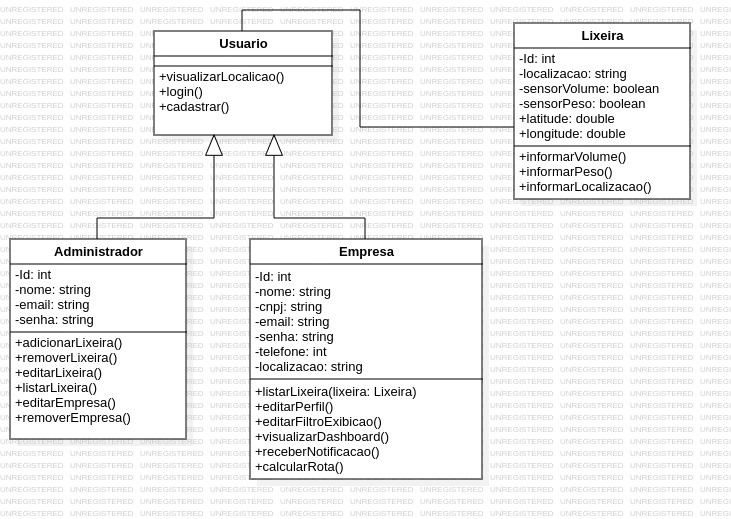 Usuario
+visualizarLocalicao()
+login()
+cadastrar()
Lixeira
-Id: int
-localizacao: string
-sensorVolume: boolean
-sensorPeso: boolean
+latitude: double
+longitude: double
+informarVolume()
+informarPeso()
+informarLocalizacao()
Administrador
-Id: int
-nome: string
-email: string
-senha: string
+adicionarLixeira()
+removerLixeira()
+editarLixeira()
+listarLixeira()
+editarEmpresa()
+removerEmpresa()
Empresa
-Id: int
-nome: string
-cnpj: string
-email: string
-senha: string
-telefone: int
-localizacao: string
+listarLixeira(lixeira: Lixeira)
+editarPerfil()
+editarFiltroExibicao()
+visualizarDashboard()
+receberNotificacao()
+calcularRota()
UNREGISTERED